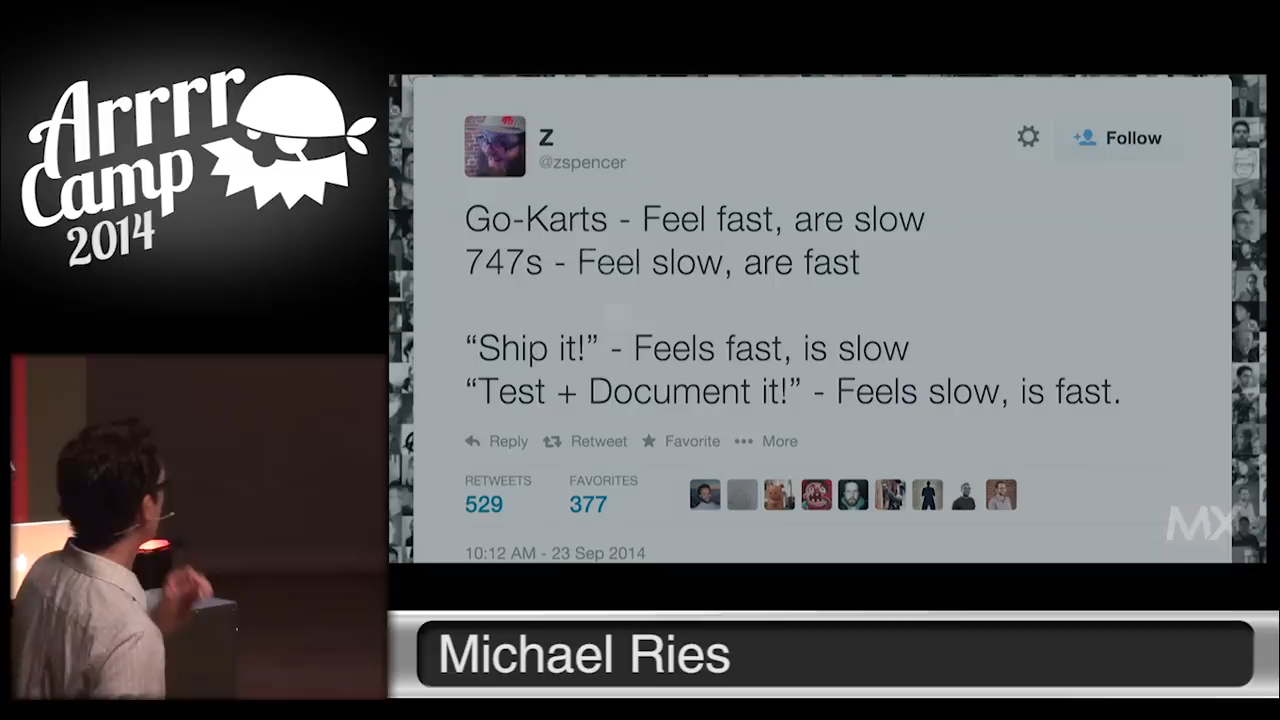 Arrrr
Camp
2014
Z
@zspencer
Follow
Go-Karts - Feel fast, are slow
747s - Feel slow, are fast
“Ship it!” - Feels fast, is slow
“Test + Document it!” - Feels slow, is fast.
Reply Retweet Favorite More
RETWEETS FAVORITES
529 377
10:12 AM - 23 Sep 2014
MX
Michael Ries